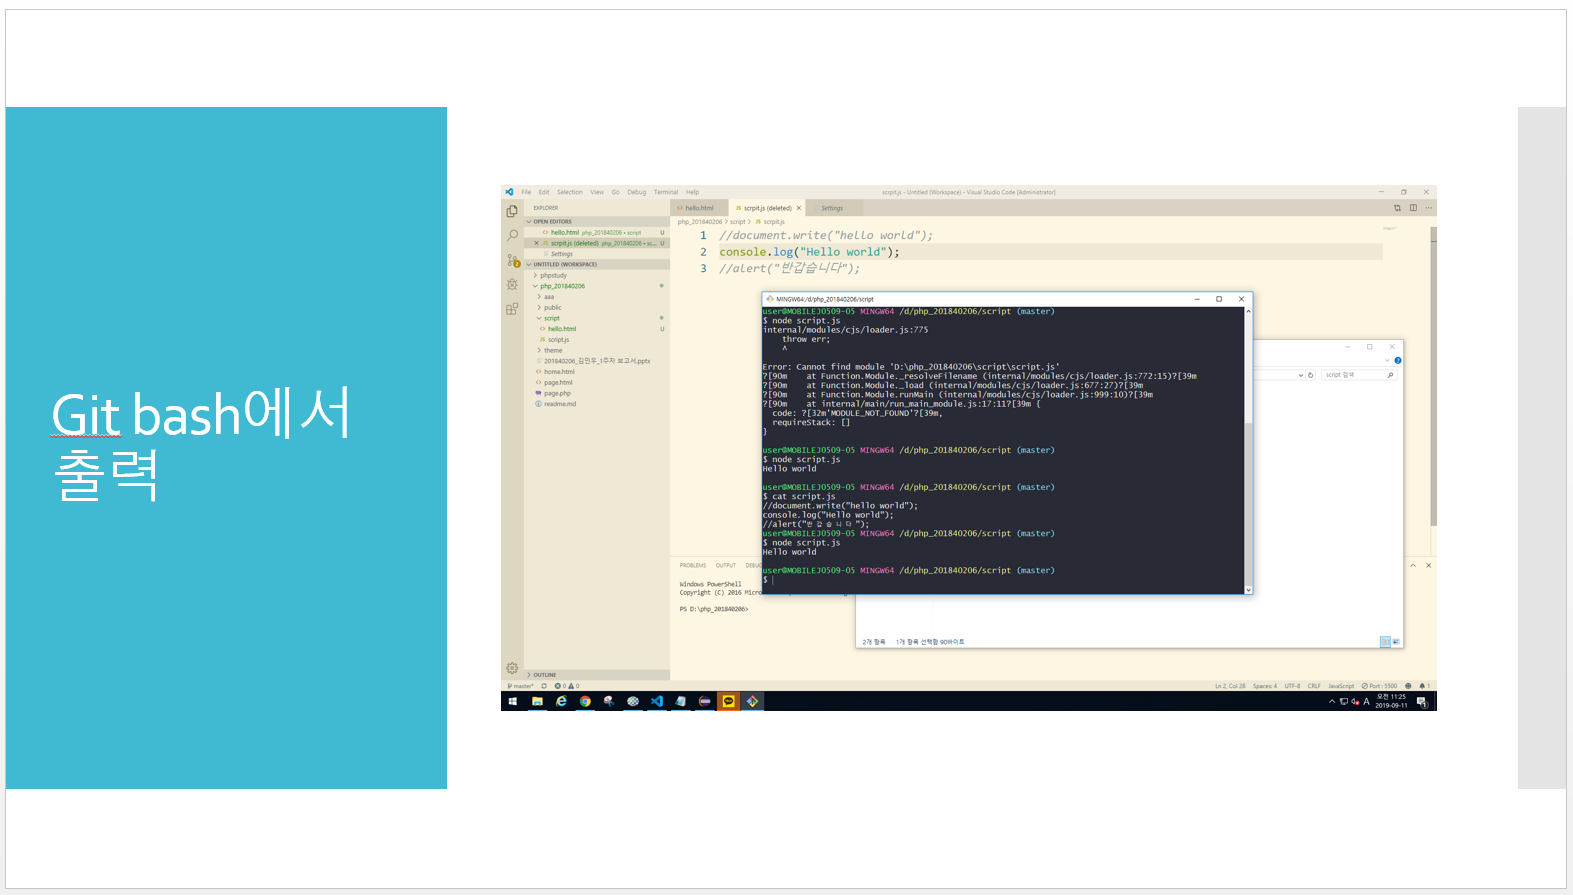 Git bash에서
출력
File Edit Selection View Go Debug Terminal Help
scrpit.js - Untitled (Workspace) - Visual Studio Code [Administrator]
EXPLORER
OPEN EDITORS
hello.html php_201840206 • script U
scrpit.js (deleted) php_201840206 • sc... U
Settings
UNTITLED (WORKSPACE)
phpstudy
php_201840206
aaa
public
script
hello.html U
script.js
theme
201840206_김민우_1주차 보고서.pptx
home.html
page.html
page.php
readme.md
OUTLINE
hello.html
scrpit.js (deleted)
Settings
php_201840206 > script > scrpit.js
1 //document.write("hello world");
2 console.log("Hello world");
3 //alert("반갑습니다");
MINGW64:/d/php_201840206/script
user@MOBILEJ0509-05 MINGW64 /d/php_201840206/script (master)
$ node script.js
internal/modules/cjs/loader.js:775
throw err;
^
Error: Cannot find module 'D:\php_201840206\script\script.js'
?[90m at Function.Module._resolveFilename (internal/modules/cjs/loader.js:772:15)?[39m
?[90m at Function.Module._load (internal/modules/cjs/loader.js:677:27)?[39m
?[90m at Function.Module.runMain (internal/modules/cjs/loader.js:999:10)?[39m
?[90m at internal/main/run_main_module.js:17:11?[39m {
code: ?[32m'MODULE_NOT_FOUND'?[39m,
requireStack: []
}
user@MOBILEJ0509-05 MINGW64 /d/php_201840206/script (master)
$ node script.js
Hello world
user@MOBILEJ0509-05 MINGW64 /d/php_201840206/script (master)
$ cat script.js
//document.write("hello world");
console.log("Hello world");
//alert("반갑습니다");
user@MOBILEJ0509-05 MINGW64 /d/php_201840206/script (master)
$ node script.js
Hello world
user@MOBILEJ0509-05 MINGW64 /d/php_201840206/script (master)
$
script 검색
2개 항목 1개 항목 선택함 90바이트
PROBLEMS OUTPUT DEBUG
Windows PowerShell
Copyright (C) 2016 Micro
PS D:\php_201840206>
master* 0 0
Ln 2, Col 28 Spaces: 4 UTF-8 CRLF JavaScript Port : 5500 1
A 오전 11:25
2019-09-11